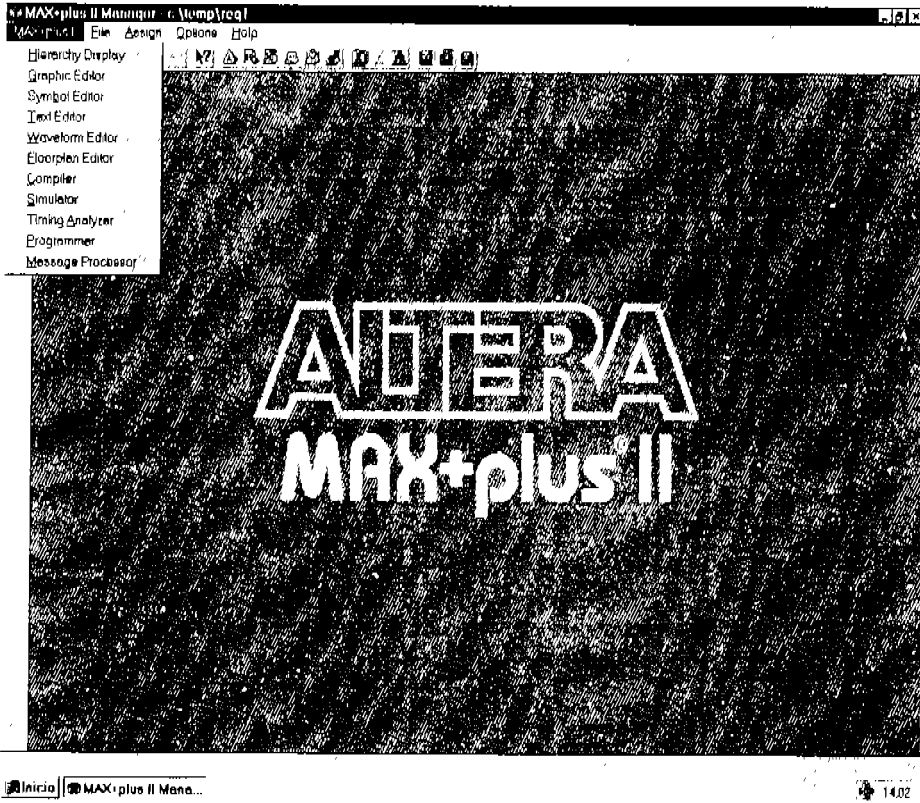 MAX+plus II Manager - c:\temp\reg1
MAX+plus II File Assign Options Help
Hierarchy Display
Graphic Editor
Symbol Editor
Text Editor
Waveform Editor
Floorplan Editor
Compiler
Simulator
Timing Analyzer
Programmer
Message Processor
ALTERA
MAX+plus® II
Inicio MAX+plus II Mana... 14:02